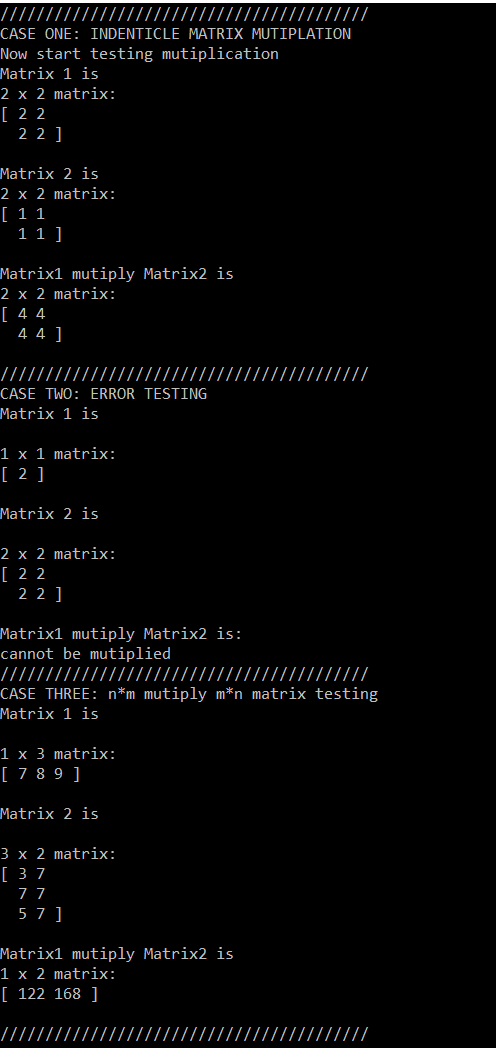 /////////////////////////////////////////
CASE ONE: INDENTICLE MATRIX MUTIPLATION
Now start testing mutiplication
Matrix 1 is
2 x 2 matrix:
[ 2 2
  2 2 ]
Matrix 2 is
2 x 2 matrix:
[ 1 1
  1 1 ]
Matrix1 mutiply Matrix2 is
2 x 2 matrix:
[ 4 4
  4 4 ]
/////////////////////////////////////////
CASE TWO: ERROR TESTING
Matrix 1 is
1 x 1 matrix:
[ 2 ]
Matrix 2 is
2 x 2 matrix:
[ 2 2
  2 2 ]
Matrix1 mutiply Matrix2 is:
cannot be mutiplied
/////////////////////////////////////////
CASE THREE: n*m mutiply m*n matrix testing
Matrix 1 is
1 x 3 matrix:
[ 7 8 9 ]
Matrix 2 is
3 x 2 matrix:
[ 3 7
  7 7
  5 7 ]
Matrix1 mutiply Matrix2 is
1 x 2 matrix:
[ 122 168 ]
/////////////////////////////////////////